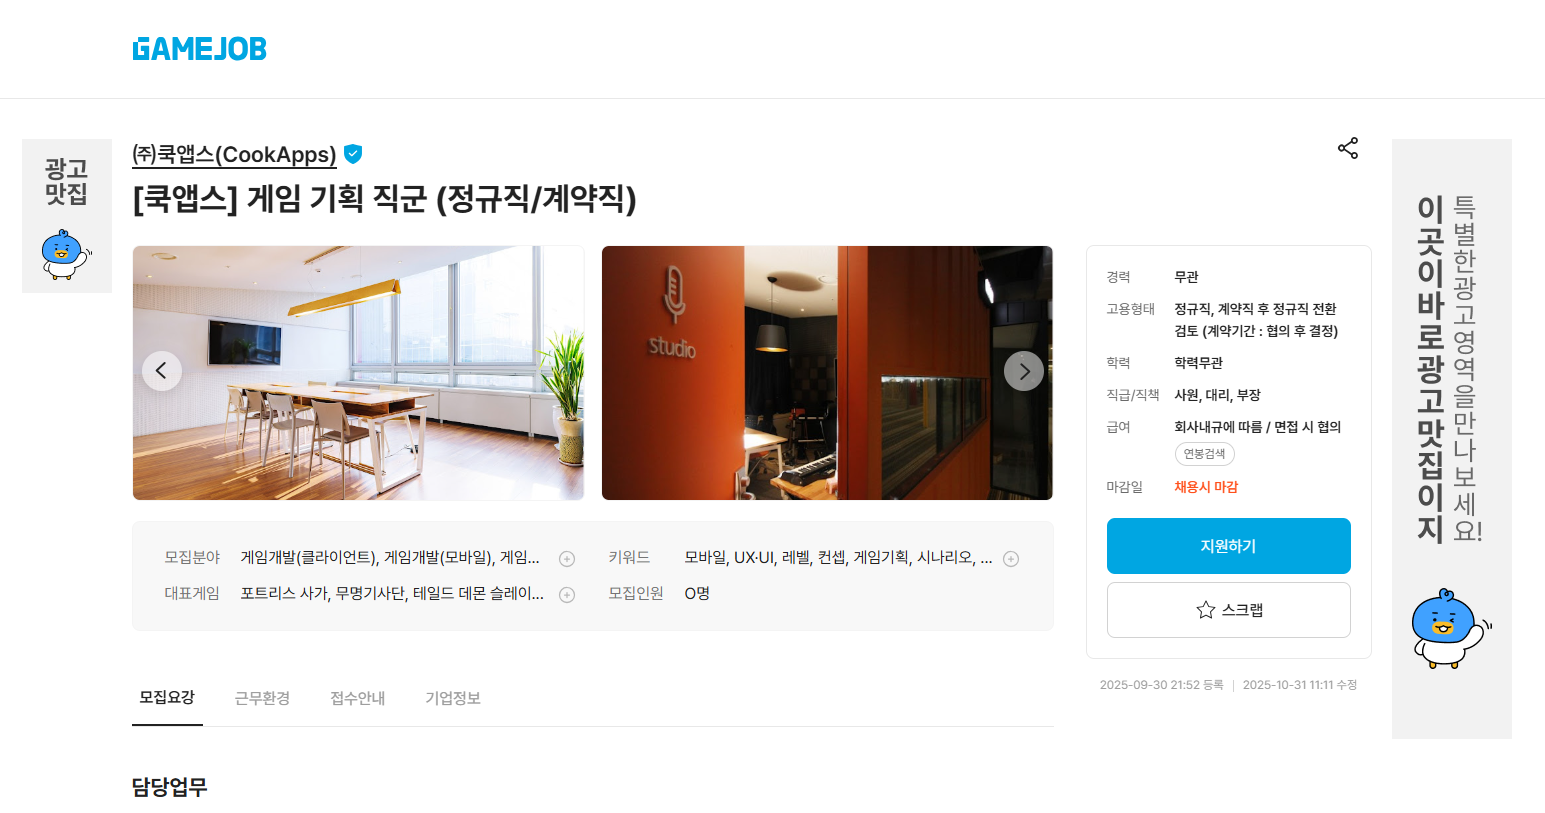 GAMEJOB
광고
맛집
㈜쿡앱스(CookApps)
[쿡앱스] 게임 기획 직군 (정규직/계약직)
studio
경력 무관
고용형태 정규직, 계약직 후 정규직 전환
검토 (계약기간 : 협의 후 결정)
학력 학력무관
직급/직책 사원, 대리, 부장
급여 회사내규에 따름 / 면접 시 협의
연봉검색
마감일 채용시 마감
지원하기
스크랩
2025-09-30 21:52 등록 | 2025-10-31 11:11 수정
모집분야 게임개발(클라이언트), 게임개발(모바일), 게임...
키워드 모바일, UX·UI, 레벨, 컨셉, 게임기획, 시나리오, ...
대표게임 포트리스 사가, 무명기사단, 테일드 데몬 슬레이...
모집인원 O명
모집요강 근무환경 접수안내 기업정보
담당업무
특별한광고영역을만나보세요!
이곳이바로광고맛집이지